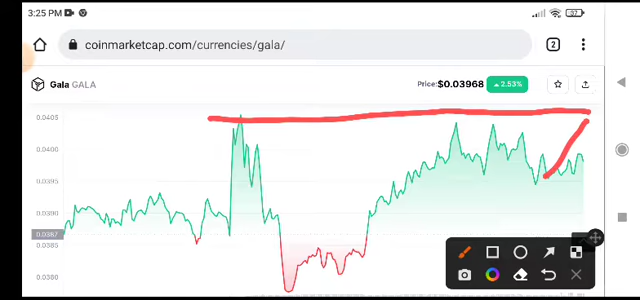 3:25 PM
37
coinmarketcap.com/currencies/gala/
2
Gala GALA
Price: $0.03968 ▲ 2.53%
0.0405
0.0400
0.0395
0.0390
0.0387
0.0385
0.0380